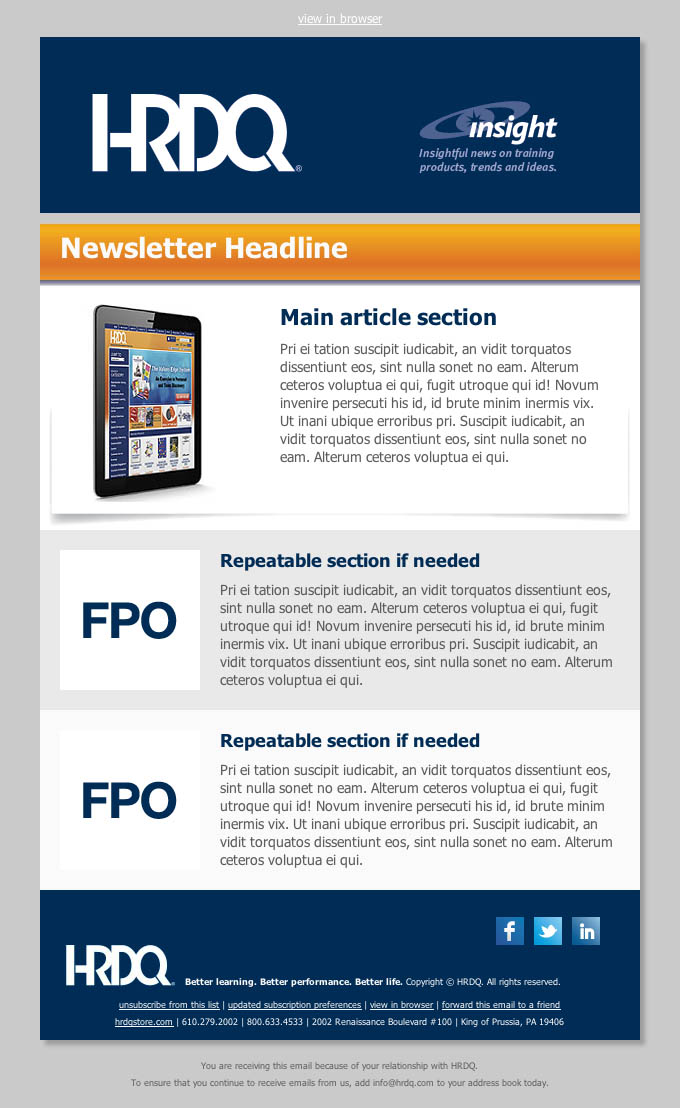 view in browser
HRDQ®
insight
Insightful news on training
products, trends and ideas.
Newsletter Headline
Main article section
Pri ei tation suscipit iudicabit, an vidit torquatos
dissentiunt eos, sint nulla sonet no eam. Alterum
ceteros voluptua ei qui, fugit utroque qui id! Novum
invenire persecuti his id, id brute minim inermis vix.
Ut inani ubique erroribus pri. Suscipit iudicabit, an
vidit torquatos dissentiunt eos, sint nulla sonet no
eam. Alterum ceteros voluptua ei qui.
HRDQ
FPO
Repeatable section if needed
Pri ei tation suscipit iudicabit, an vidit torquatos dissentiunt eos,
sint nulla sonet no eam. Alterum ceteros voluptua ei qui, fugit
utroque qui id! Novum invenire persecuti his id, id brute minim
inermis vix. Ut inani ubique erroribus pri. Suscipit iudicabit, an
vidit torquatos dissentiunt eos, sint nulla sonet no eam. Alterum
ceteros voluptua ei qui.
FPO
Repeatable section if needed
Pri ei tation suscipit iudicabit, an vidit torquatos dissentiunt eos,
sint nulla sonet no eam. Alterum ceteros voluptua ei qui, fugit
utroque qui id! Novum invenire persecuti his id, id brute minim
inermis vix. Ut inani ubique erroribus pri. Suscipit iudicabit, an
vidit torquatos dissentiunt eos, sint nulla sonet no eam. Alterum
ceteros voluptua ei qui.
f in
HRDQ® Better learning. Better performance. Better life. Copyright © HRDQ. All rights reserved.
unsubscribe from this list | updated subscription preferences | view in browser | forward this email to a friend
hrdqstore.com | 610.279.2002 | 800.633.4533 | 2002 Renaissance Boulevard #100 | King of Prussia, PA 19406
You are receiving this email because of your relationship with HRDQ.
To ensure that you continue to receive emails from us, add info@hrdq.com to your address book today.